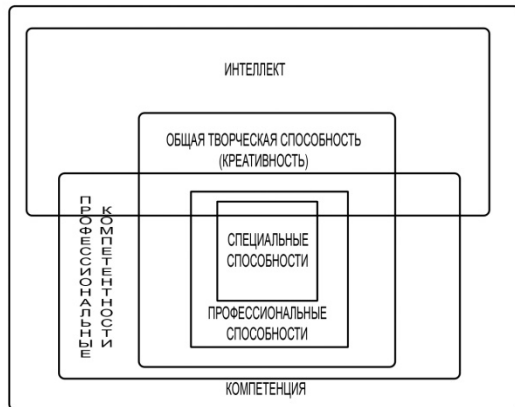 ИНТЕЛЛЕКТ
ОБЩАЯ ТВОРЧЕСКАЯ СПОСОБНОСТЬ
(КРЕАТИВНОСТЬ)
ПРОФЕССИОНАЛЬНЫЕ
КОМПЕТЕНТНОСТИ
СПЕЦИАЛЬНЫЕ
СПОСОБНОСТИ
ПРОФЕССИОНАЛЬНЫЕ
СПОСОБНОСТИ
КОМПЕТЕНЦИЯ